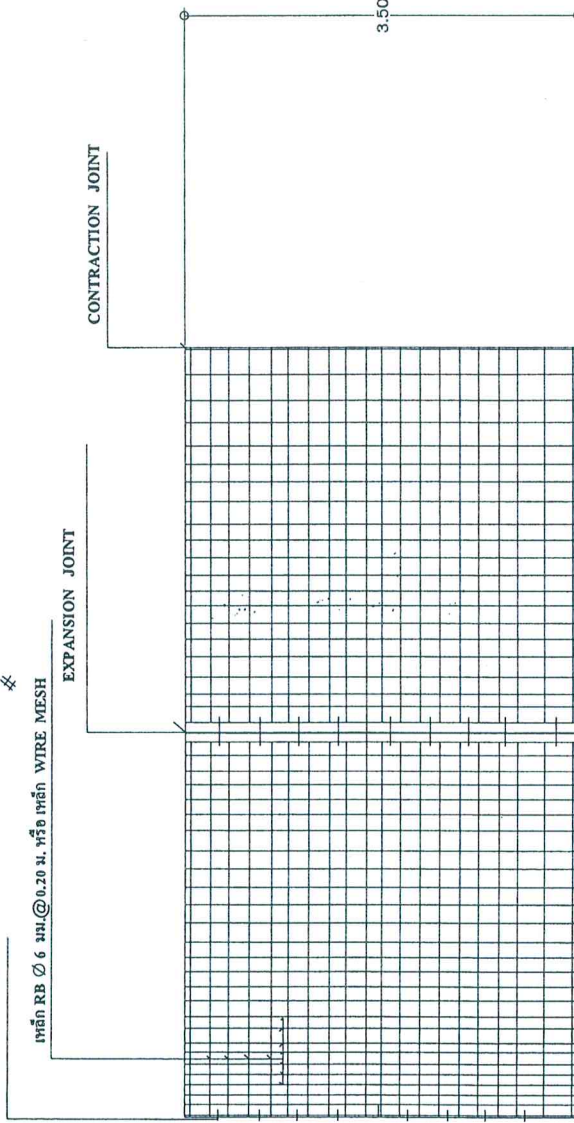 CONTRACTION JOINT
3.50
EXPANSION JOINT
เหล็ก RB Ø 6 มม.@0.20 ม. หรือ เหล็ก WIRE MESH